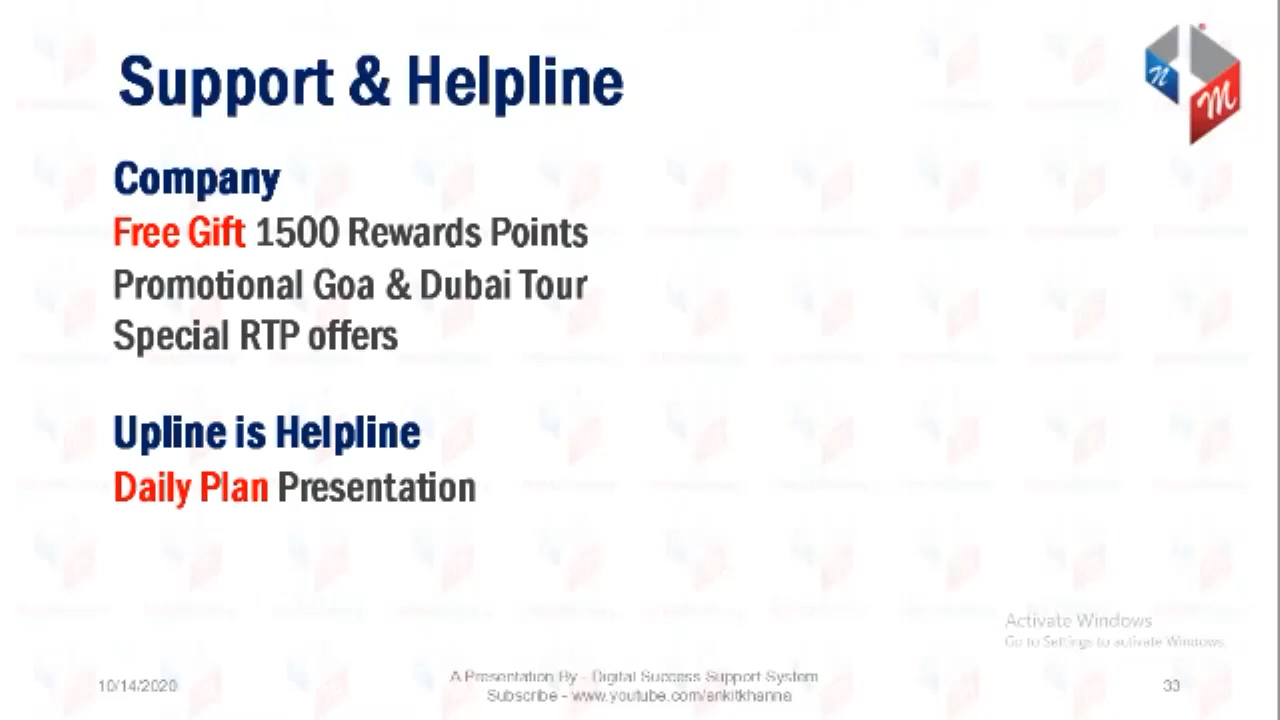 Support & Helpline
n
m
Company
Free Gift 1500 Rewards Points
Promotional Goa & Dubai Tour
Special RTP offers
Upline is Helpline
Daily Plan Presentation
Activate Windows
Go to Settings to activate Windows.
10/14/2020
A Presentation By - Digital Success Support System
Subscribe - www.youtube.com/ankitkhanna
33